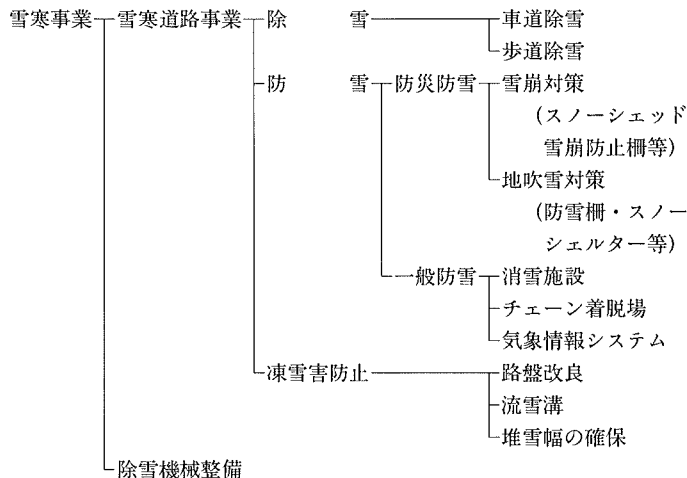 雪寒事業 雪寒道路事業 除 雪 車道除雪
歩道除雪
防 雪 防災防雪 雪崩対策
(スノーシェッド
雪崩防止柵等)
地吹雪対策
(防雪柵・スノー
シェルター等)
一般防雪 消雪施設
チェーン着脱場
気象情報システム
凍雪害防止 路盤改良
流雪溝
堆雪幅の確保
除雪機械整備